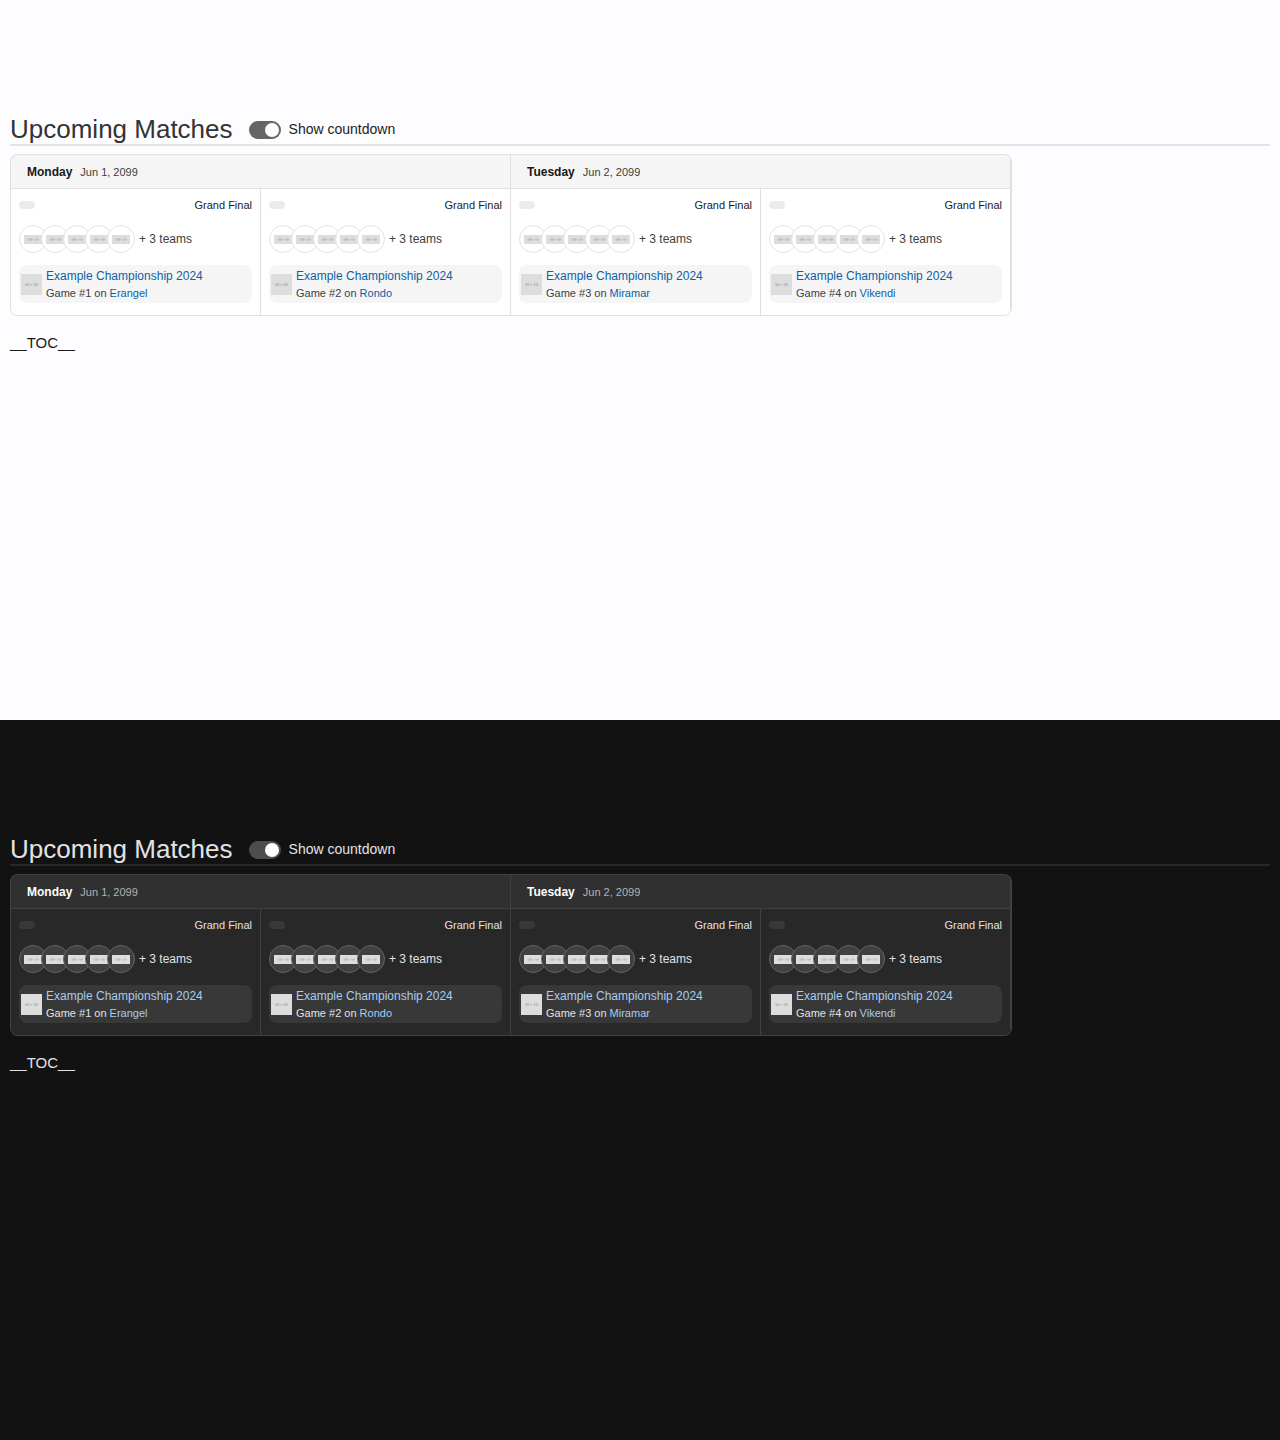 Upcoming Matches Show countdown
Monday Jun 1, 2099 Tuesday Jun 2, 2099
Grand Final Grand Final Grand Final Grand Final
+ 3 teams + 3 teams + 3 teams + 3 teams
Example Championship 2024 Example Championship 2024 Example Championship 2024 Example Championship 2024
Game #1 on Erangel Game #2 on Rondo Game #3 on Miramar Game #4 on Vikendi
__TOC__
Upcoming Matches Show countdown
Monday Jun 1, 2099 Tuesday Jun 2, 2099
Grand Final Grand Final Grand Final Grand Final
+ 3 teams + 3 teams + 3 teams + 3 teams
Example Championship 2024 Example Championship 2024 Example Championship 2024 Example Championship 2024
Game #1 on Erangel Game #2 on Rondo Game #3 on Miramar Game #4 on Vikendi
__TOC__